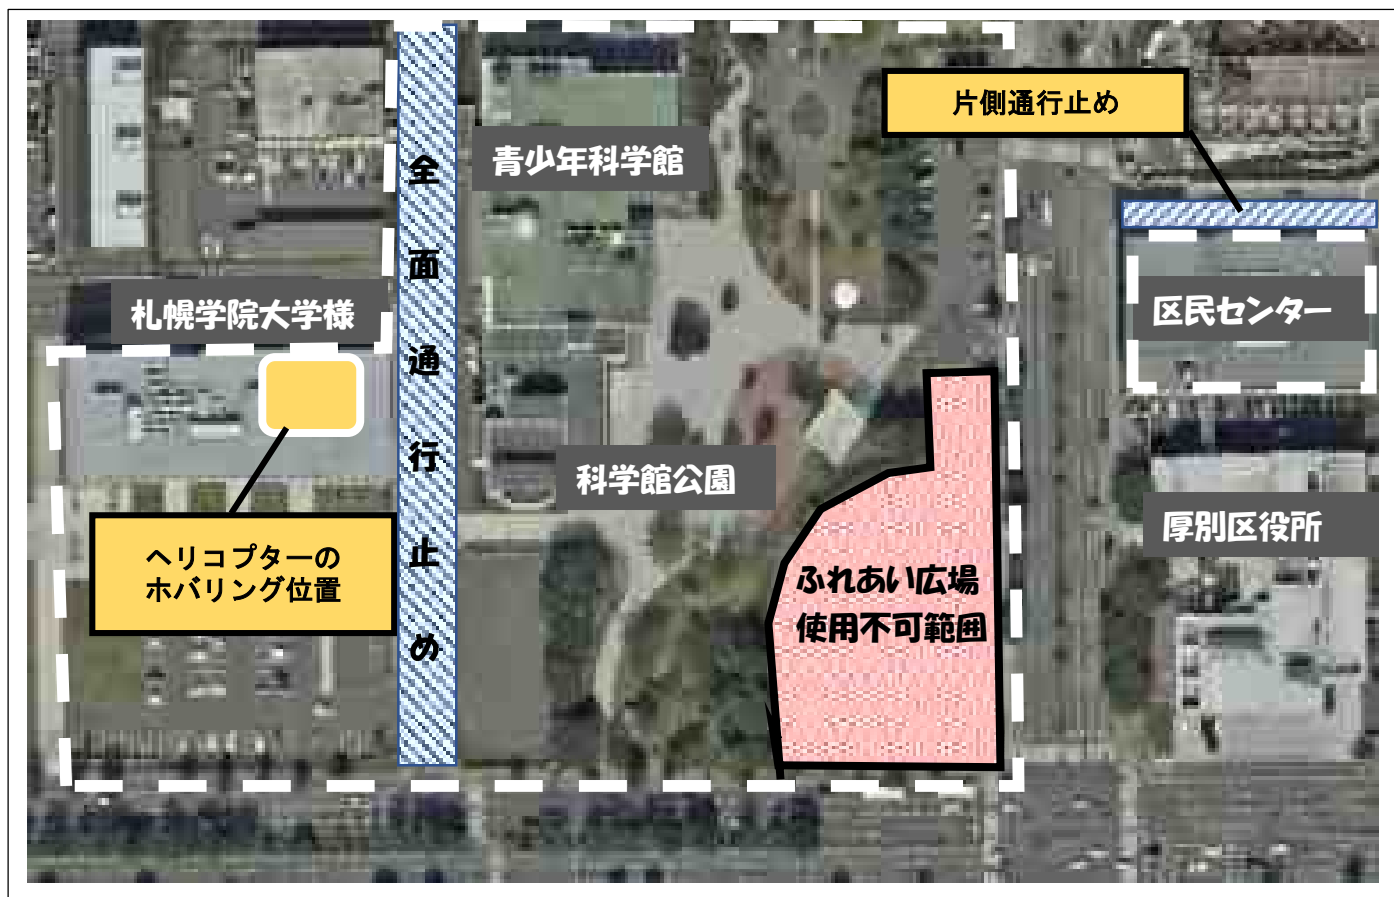 片側通行止め
青少年科学館
全面通行止め
札幌学院大学様
区民センター
科学館公園
厚別区役所
ヘリコプターの
ホバリング位置
ふれあい広場
使用不可範囲